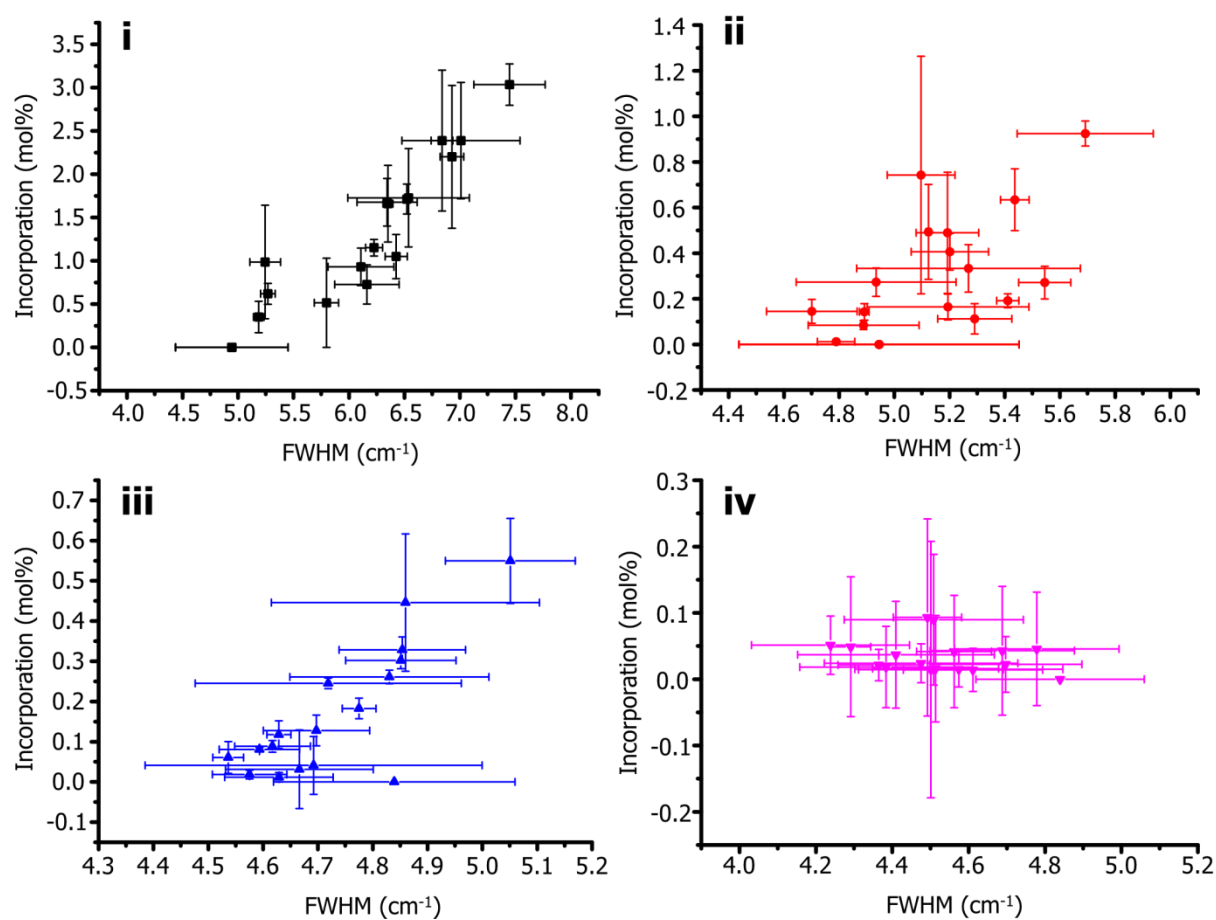 i
3.5
3.0
2.5
2.0
1.5
1.0
0.5
0.0
-0.5
Incorporation (mol%)
4.0 4.5 5.0 5.5 6.0 6.5 7.0 7.5 8.0
FWHM (cm⁻¹)
ii
1.4
1.2
1.0
0.8
0.6
0.4
0.2
0.0
-0.2
Incorporation (mol%)
4.4 4.6 4.8 5.0 5.2 5.4 5.6 5.8 6.0
FWHM (cm⁻¹)
iii
0.7
0.6
0.5
0.4
0.3
0.2
0.1
0.0
-0.1
Incorporation (mol%)
4.3 4.4 4.5 4.6 4.7 4.8 4.9 5.0 5.1 5.2
FWHM (cm⁻¹)
iv
0.3
0.2
0.1
0.0
-0.1
-0.2
Incorporation (mol%)
4.0 4.2 4.4 4.6 4.8 5.0 5.2
FWHM (cm⁻¹)